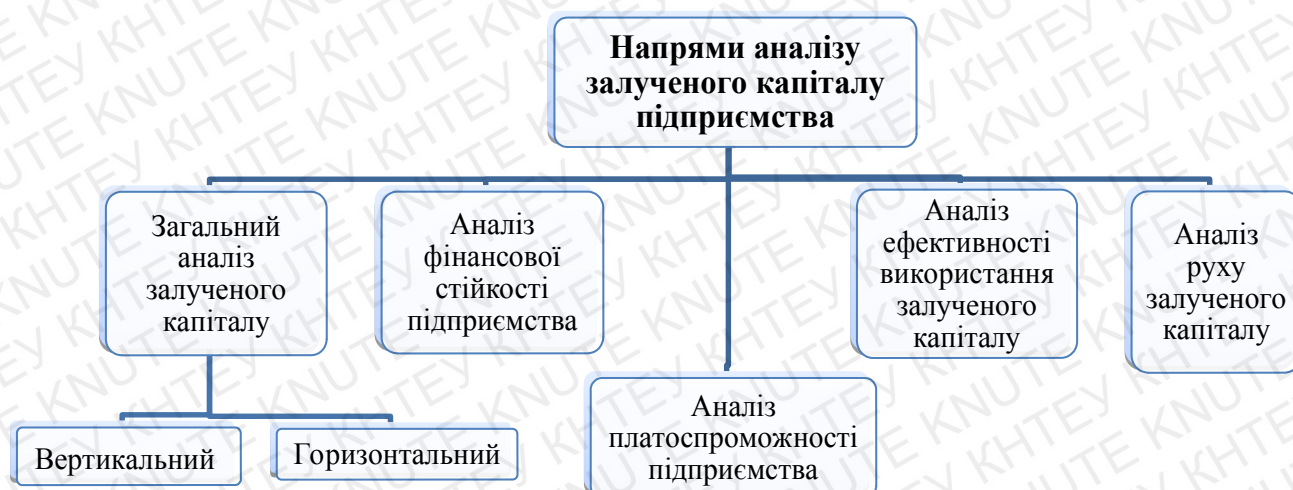 Напрями аналізу
залученого капіталу
підприємства
Загальний
аналіз
залученого
капіталу
Аналіз
фінансової
стійкості
підприємства
Аналіз
ефективності
використання
залученого
капіталу
Аналіз
руху
залученого
капіталу
Вертикальний
Горизонтальний
Аналіз
платоспроможності
підприємства